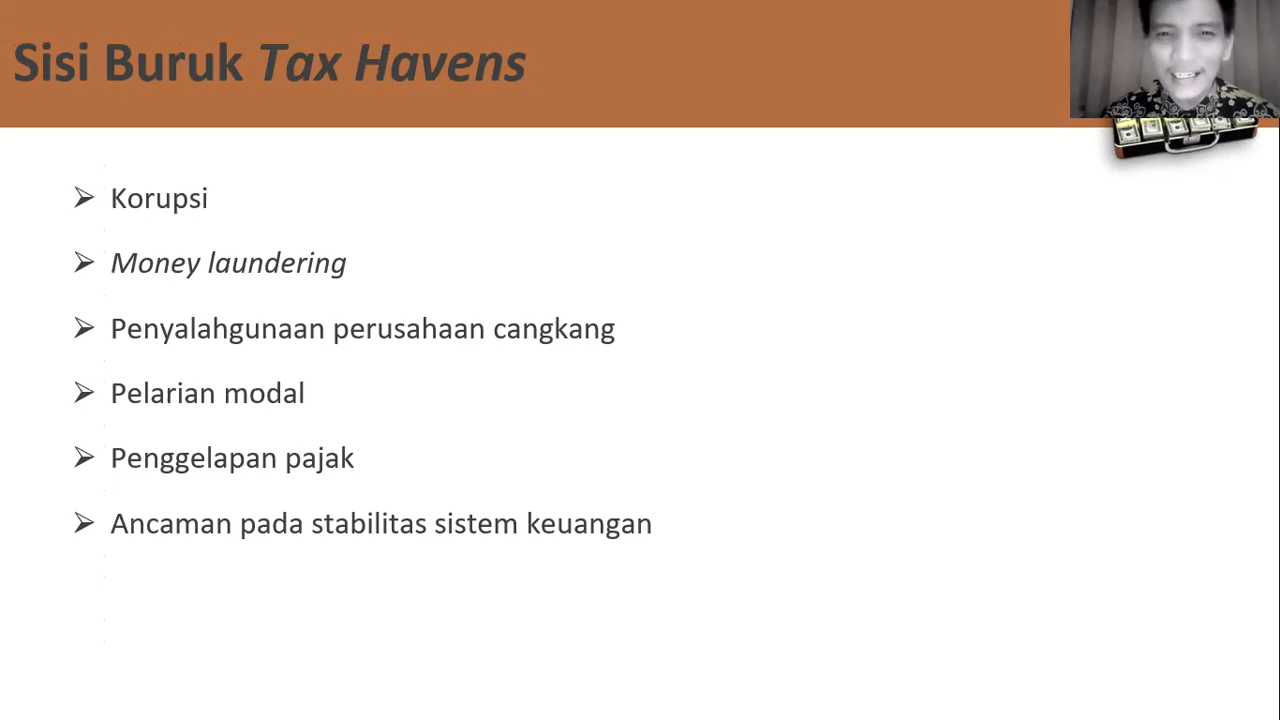 Sisi Buruk Tax Havens
➢ Korupsi
➢ Money laundering
➢ Penyalahgunaan perusahaan cangkang
➢ Pelarian modal
➢ Penggelapan pajak
➢ Ancaman pada stabilitas sistem keuangan